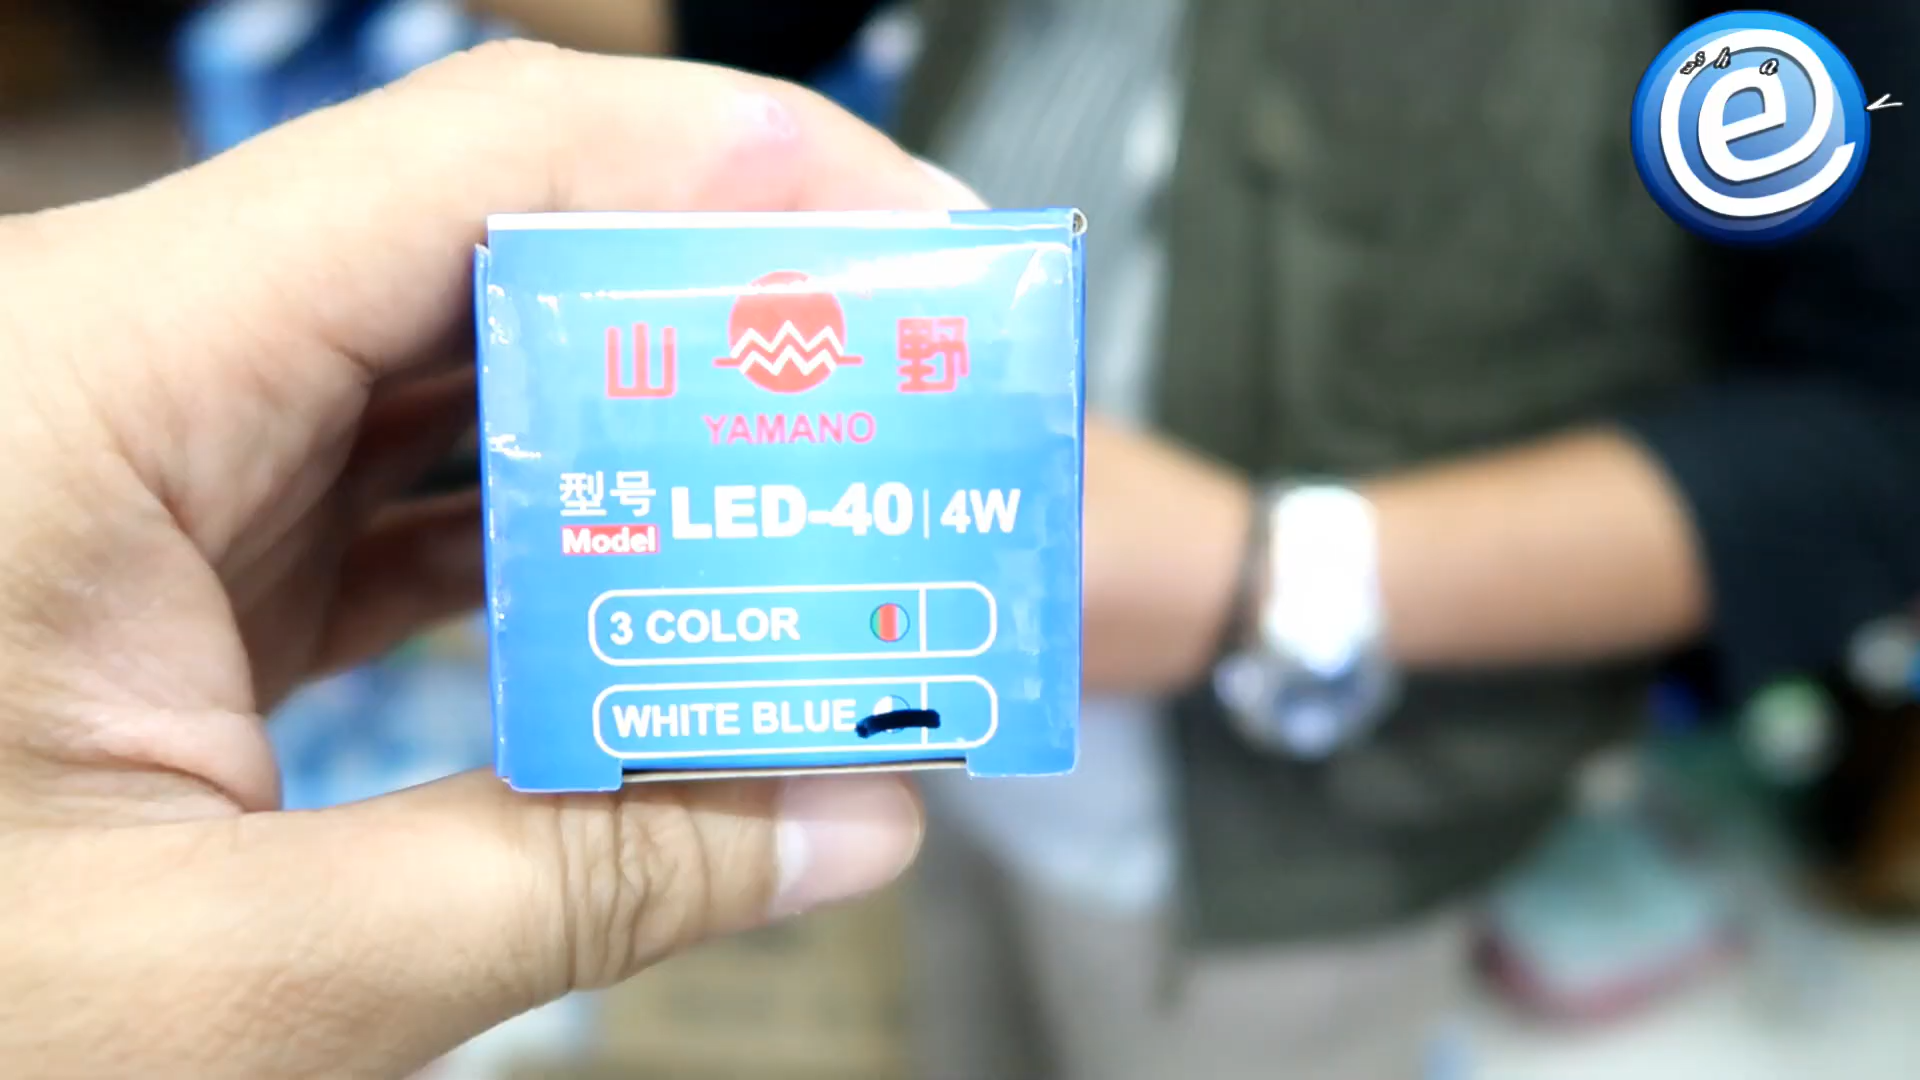 山 野
YAMANO
型号
Model LED-40 | 4W
3 COLOR
WHITE BLUE
e